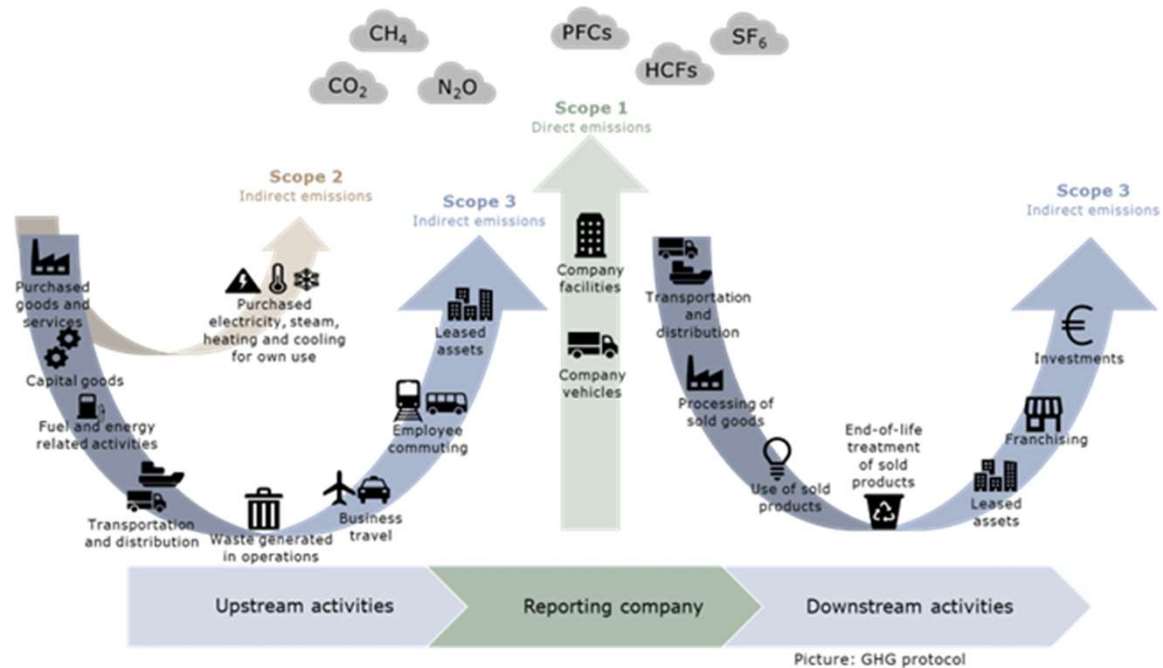 CH₄
PFCs
SF₆
CO₂
N₂O
HCFs
Scope 1
Direct emissions
Scope 2
Indirect emissions
Scope 3
Indirect emissions
Scope 3
Indirect emissions
Purchased
goods and
services
Capital goods
Fuel and energy
related activities
Transportation
and distribution
Waste generated
in operations
Business
travel
Employee
commuting
Leased
assets
Purchased
electricity, steam,
heating and cooling
for own use
Company
facilities
Company
vehicles
Transportation
and
distribution
Processing of
sold goods
Use of sold
products
End-of-life
treatment
of sold
products
Leased
assets
Franchising
€
Investments
Upstream activities
Reporting company
Downstream activities
Picture: GHG protocol